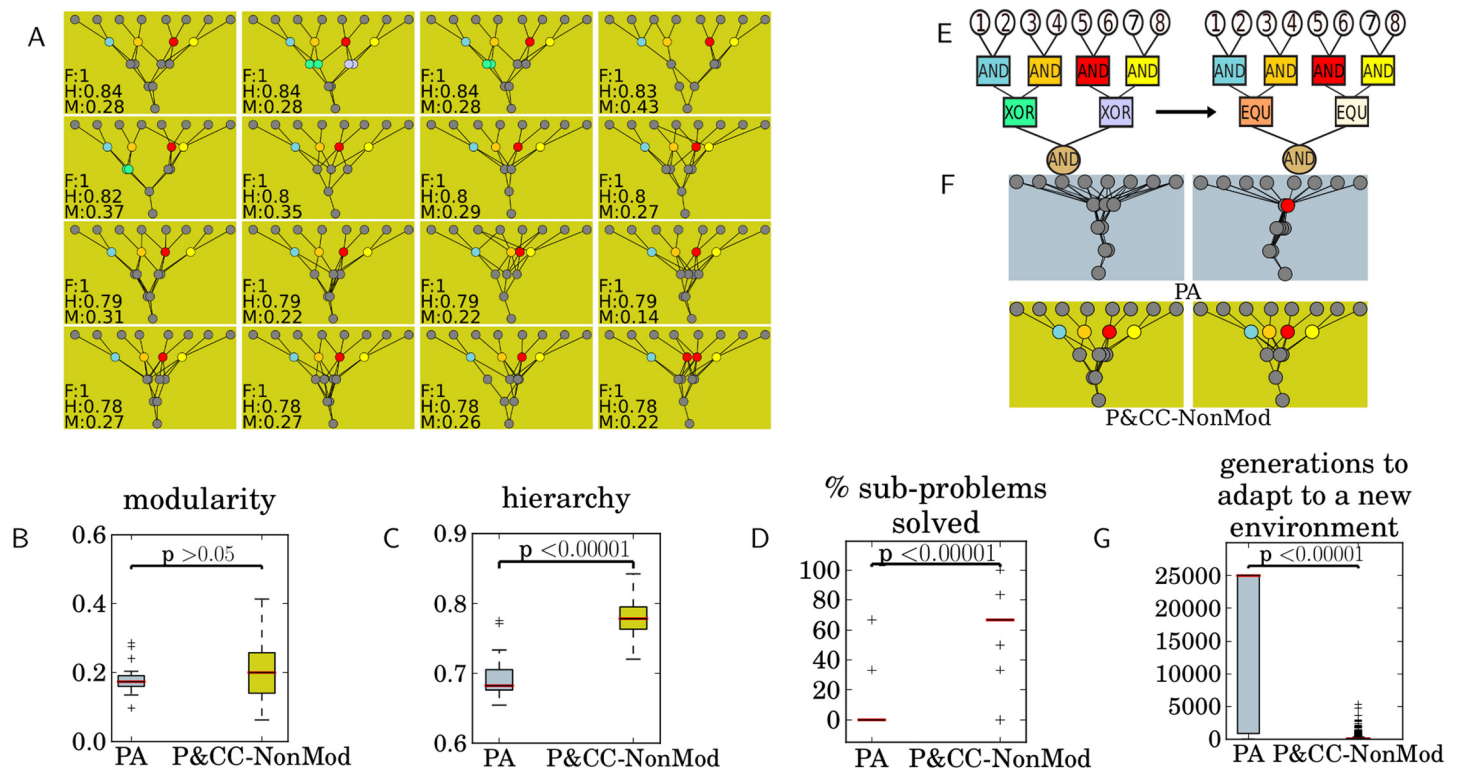 A
F:1
H:0.84
M:0.28
F:1
H:0.84
M:0.28
F:1
H:0.84
M:0.28
F:1
H:0.83
M:0.43
F:1
H:0.82
M:0.37
F:1
H:0.8
M:0.35
F:1
H:0.8
M:0.29
F:1
H:0.8
M:0.27
F:1
H:0.79
M:0.31
F:1
H:0.79
M:0.22
F:1
H:0.79
M:0.22
F:1
H:0.79
M:0.14
F:1
H:0.78
M:0.27
F:1
H:0.78
M:0.27
F:1
H:0.78
M:0.26
F:1
H:0.78
M:0.22
E
1 2 3 4 5 6 7 8
AND AND AND AND
XOR XOR
AND
1 2 3 4 5 6 7 8
AND AND AND AND
EQU EQU
AND
F
PA
P&CC-NonMod
B
modularity
p >0.05
0.6
0.4
0.2
0.0
PA P&CC-NonMod
C
hierarchy
p <0.00001
0.9
0.8
0.7
0.6
PA P&CC-NonMod
D
% sub-problems
solved
p <0.00001
100
80
60
40
20
0
PA P&CC-NonMod
G
generations to
adapt to a new
environment
p <0.00001
25000
20000
15000
10000
5000
0
PA P&CC-NonMod